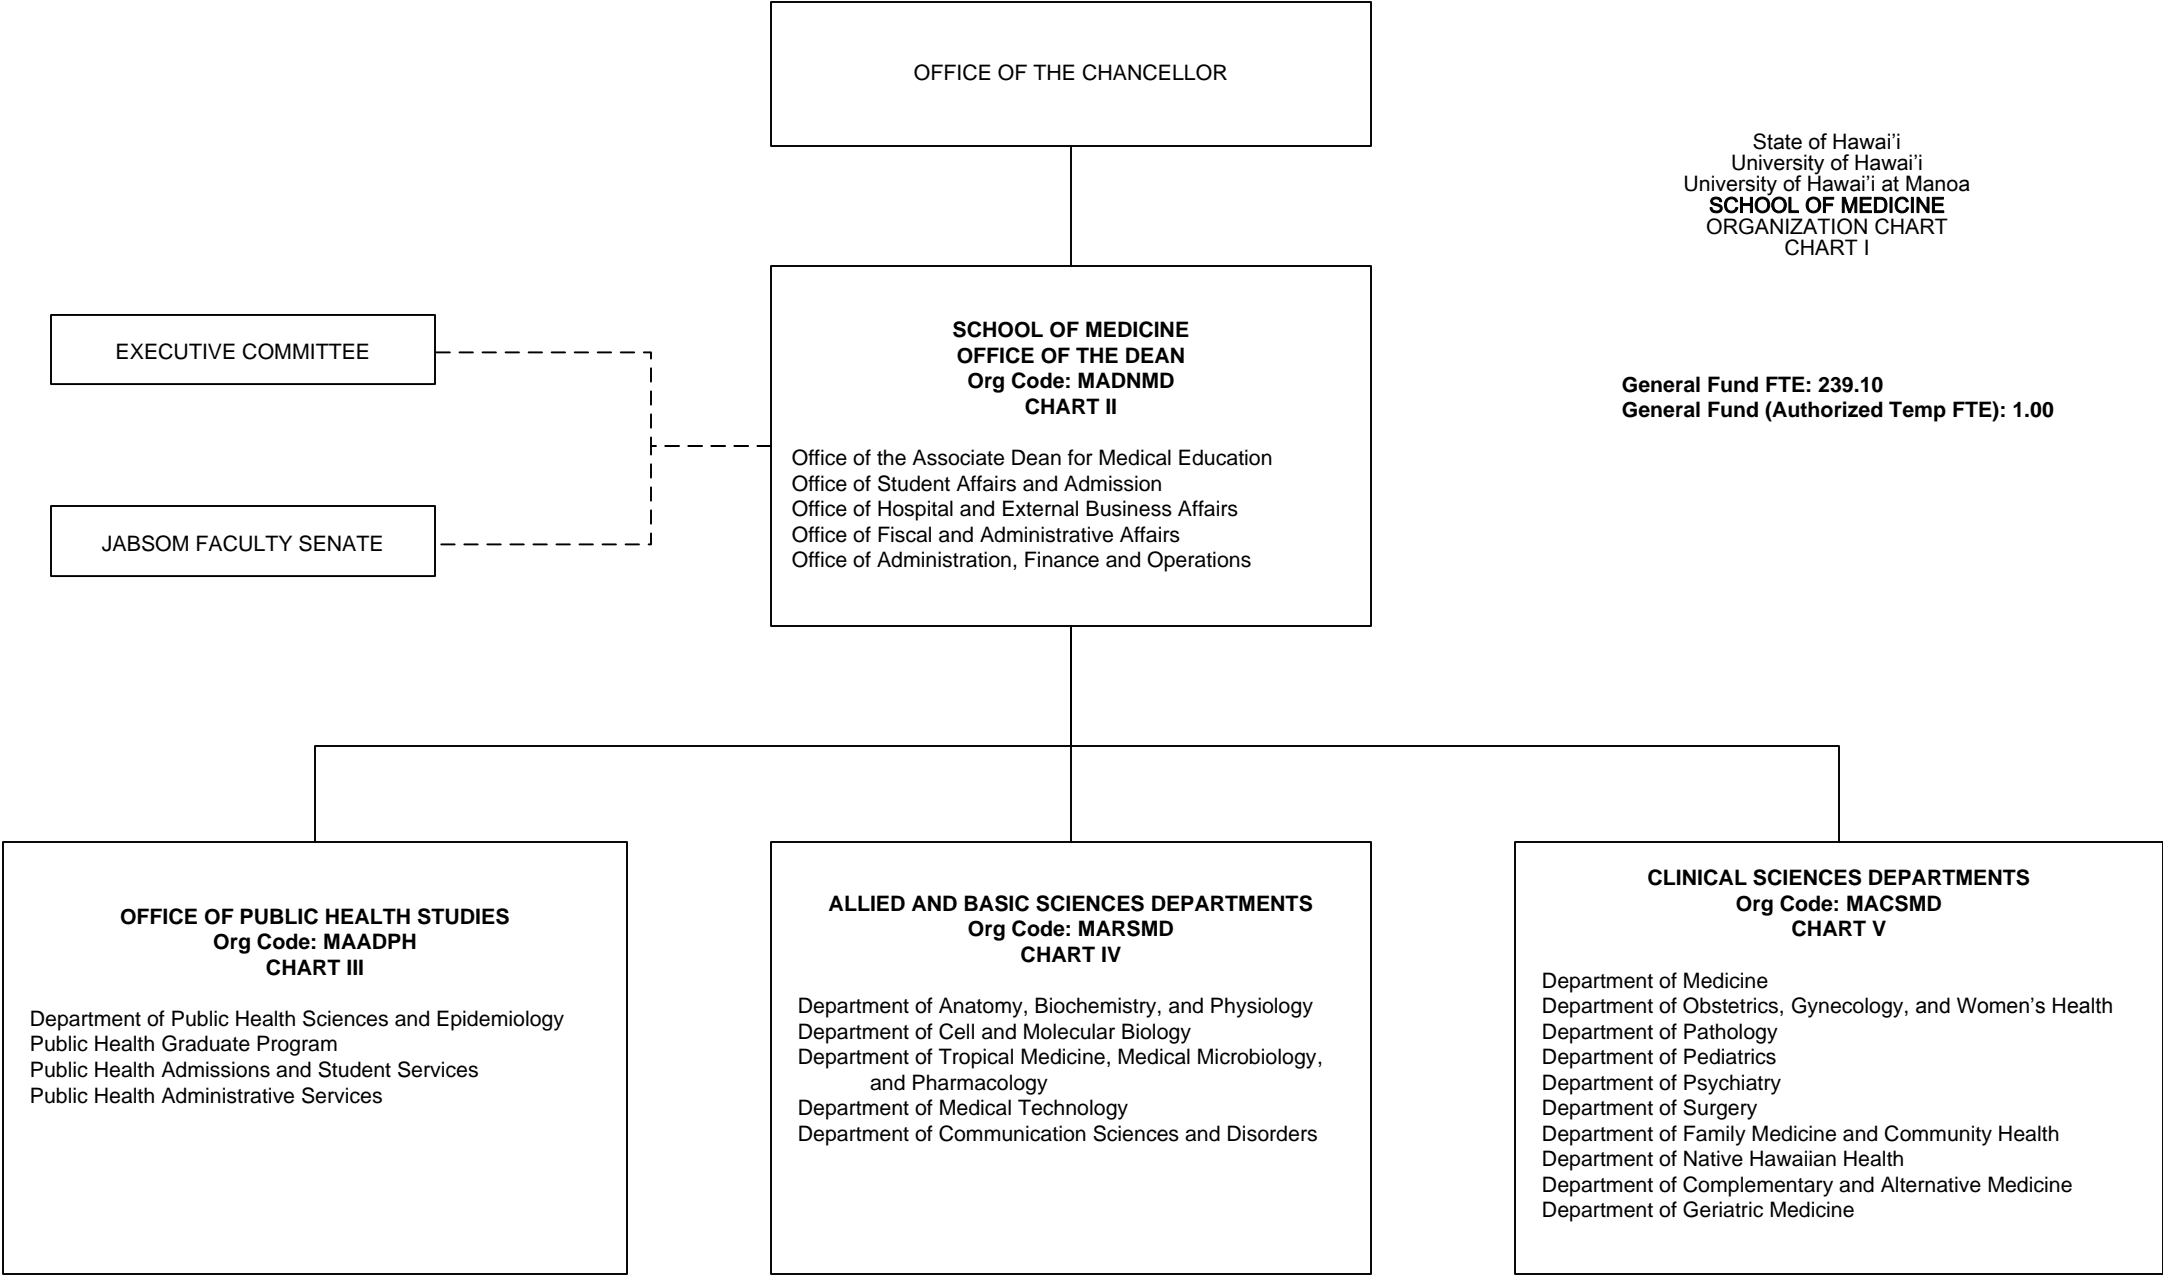 OFFICE OF THE CHANCELLOR
State of Hawai’i
University of Hawai’i
University of Hawai’i at Manoa
SCHOOL OF MEDICINE
ORGANIZATION CHART
CHART I
General Fund FTE: 239.10
General Fund (Authorized Temp FTE): 1.00
EXECUTIVE COMMITTEE
JABSOM FACULTY SENATE
SCHOOL OF MEDICINE
OFFICE OF THE DEAN
Org Code: MADNMD
CHART II
Office of the Associate Dean for Medical Education
Office of Student Affairs and Admission
Office of Hospital and External Business Affairs
Office of Fiscal and Administrative Affairs
Office of Administration, Finance and Operations
OFFICE OF PUBLIC HEALTH STUDIES
Org Code: MAADPH
CHART III
Department of Public Health Sciences and Epidemiology
Public Health Graduate Program
Public Health Admissions and Student Services
Public Health Administrative Services
ALLIED AND BASIC SCIENCES DEPARTMENTS
Org Code: MARSMD
CHART IV
Department of Anatomy, Biochemistry, and Physiology
Department of Cell and Molecular Biology
Department of Tropical Medicine, Medical Microbiology,
and Pharmacology
Department of Medical Technology
Department of Communication Sciences and Disorders
CLINICAL SCIENCES DEPARTMENTS
Org Code: MACSMD
CHART V
Department of Medicine
Department of Obstetrics, Gynecology, and Women’s Health
Department of Pathology
Department of Pediatrics
Department of Psychiatry
Department of Surgery
Department of Family Medicine and Community Health
Department of Native Hawaiian Health
Department of Complementary and Alternative Medicine
Department of Geriatric Medicine